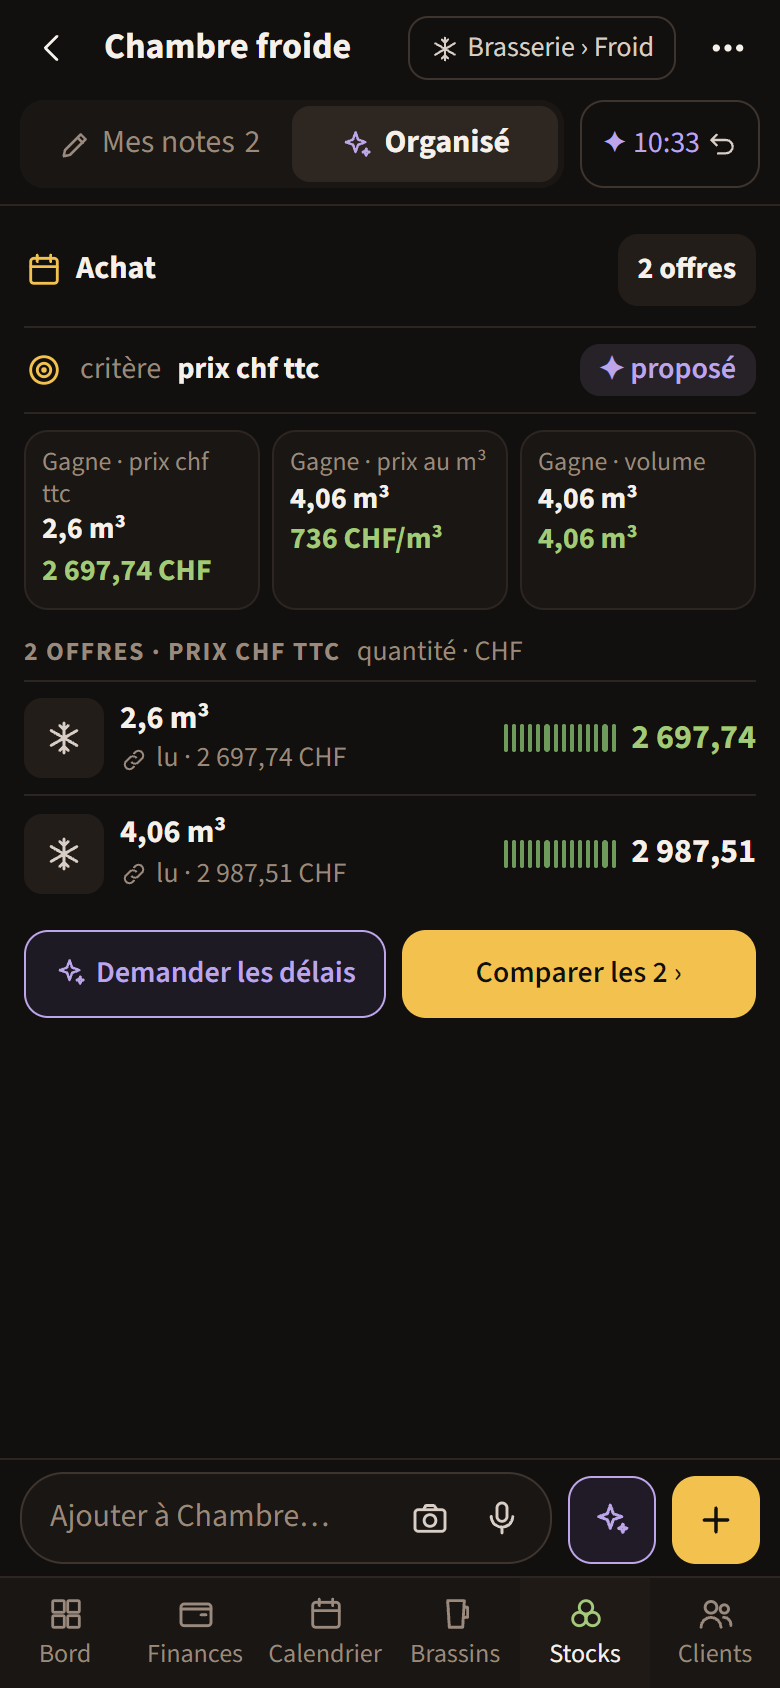 Chambre froide
Brasserie › Froid
Mes notes 2
Organisé
10:33
Achat
2 offres
critère prix chf ttc
proposé
Gagne · prix chf
ttc
2,6 m³
2 697,74 CHF
Gagne · prix au m³
4,06 m³
736 CHF/m³
Gagne · volume
4,06 m³
4,06 m³
2 OFFRES · PRIX CHF TTC quantité · CHF
2,6 m³
lu · 2 697,74 CHF
2 697,74
4,06 m³
lu · 2 987,51 CHF
2 987,51
Demander les délais
Comparer les 2 ›
Ajouter à Chambre…
Bord
Finances
Calendrier
Brassins
Stocks
Clients